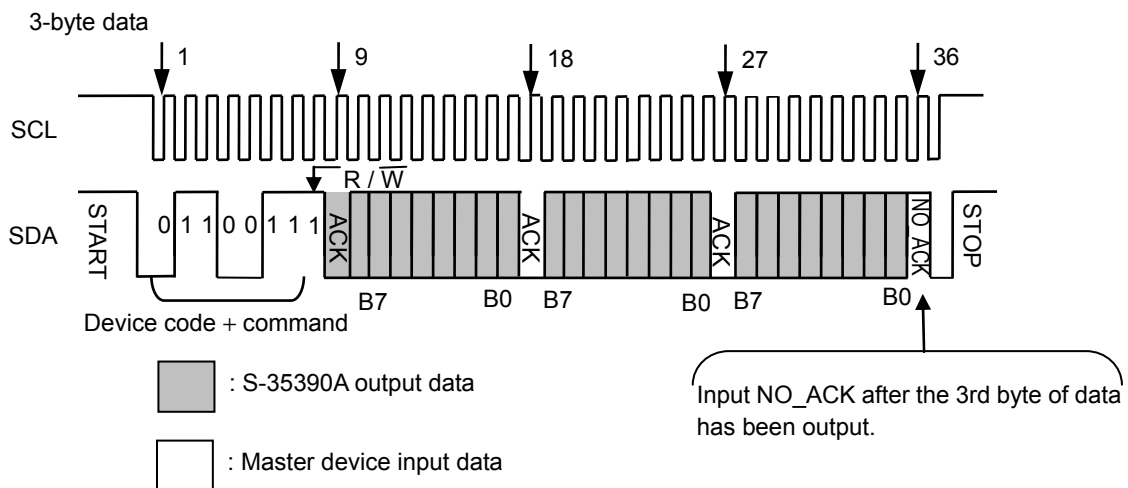 3-byte data
1 9 18 27 36
SCL
R / W
SDA START 0 1 1 0 0 1 1 1 ACK ACK ACK NO_ACK STOP
B7 B0 B7 B0 B7 B0
Device code + command
: S-35390A output data
Input NO_ACK after the 3rd byte of data
has been output.
: Master device input data